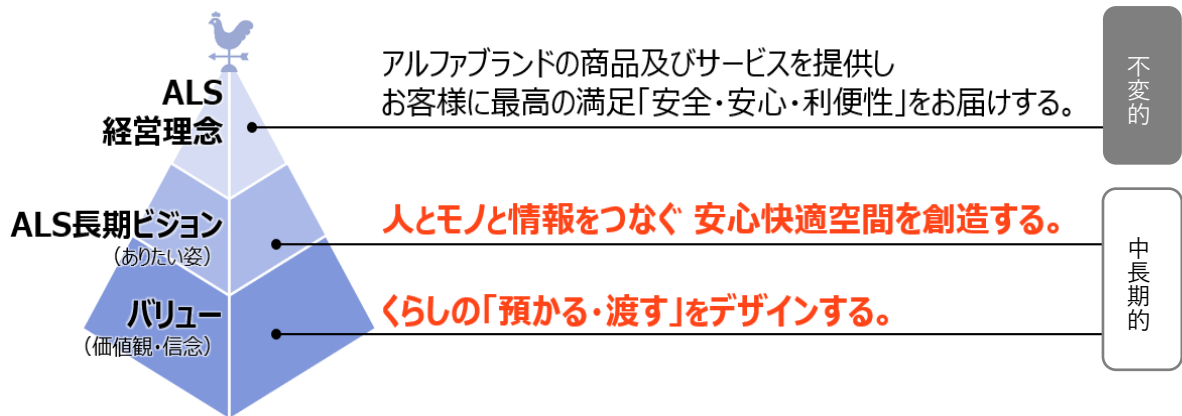 ALS
経営理念
アルファブランドの商品及びサービスを提供し
お客様に最高の満足「安全・安心・利便性」をお届けする。
不変的
ALS長期ビジョン
（ありたい姿）
人とモノと情報をつなぐ 安心快適空間を創造する。
バリュー
（価値観・信念）
くらしの「預かる・渡す」をデザインする。
中長期的